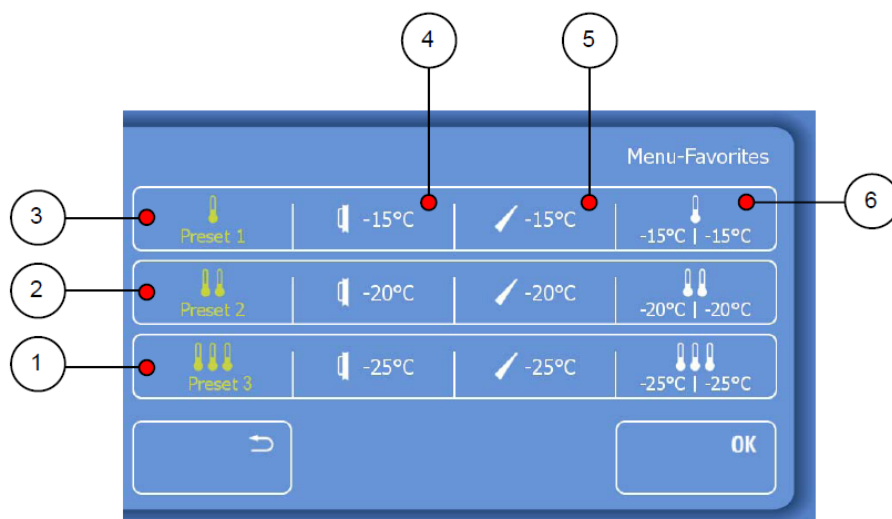 4
5
Menu-Favorites
3
6
-15°C
-15°C
Preset 1
-15°C | -15°C
2
-20°C
-20°C
Preset 2
-20°C | -20°C
1
-25°C
-25°C
Preset 3
-25°C | -25°C
OK